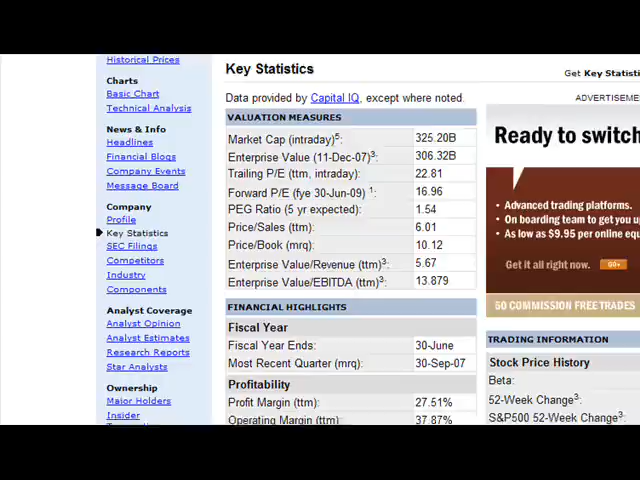 Historical Prices
Charts
Basic Chart
Technical Analysis
News & Info
Headlines
Financial Blogs
Company Events
Message Board
Company
Profile
Key Statistics
SEC Filings
Competitors
Industry
Components
Analyst Coverage
Analyst Opinion
Analyst Estimates
Research Reports
Star Analysts
Ownership
Major Holders
Insider
Key Statistics
Get Key Statisti
Data provided by Capital IQ, except where noted.
VALUATION MEASURES
Market Cap (intraday)5: 325.20B
Enterprise Value (11-Dec-07)3: 306.32B
Trailing P/E (ttm, intraday): 22.81
Forward P/E (fye 30-Jun-09) 1: 16.96
PEG Ratio (5 yr expected): 1.54
Price/Sales (ttm): 6.01
Price/Book (mrq): 10.12
Enterprise Value/Revenue (ttm)3: 5.67
Enterprise Value/EBITDA (ttm)3: 13.879
FINANCIAL HIGHLIGHTS
Fiscal Year
Fiscal Year Ends: 30-June
Most Recent Quarter (mrq): 30-Sep-07
Profitability
Profit Margin (ttm): 27.51%
Operating Margin (ttm): 37.87%
ADVERTISEME
Ready to switch
• Advanced trading platforms.
• On boarding team to get you u
• As low as $9.95 per online equ
Get it all right now. GO»
60 COMMISSION FREE TRADES
TRADING INFORMATION
Stock Price History
Beta:
52-Week Change3:
S&P500 52-Week Change3: